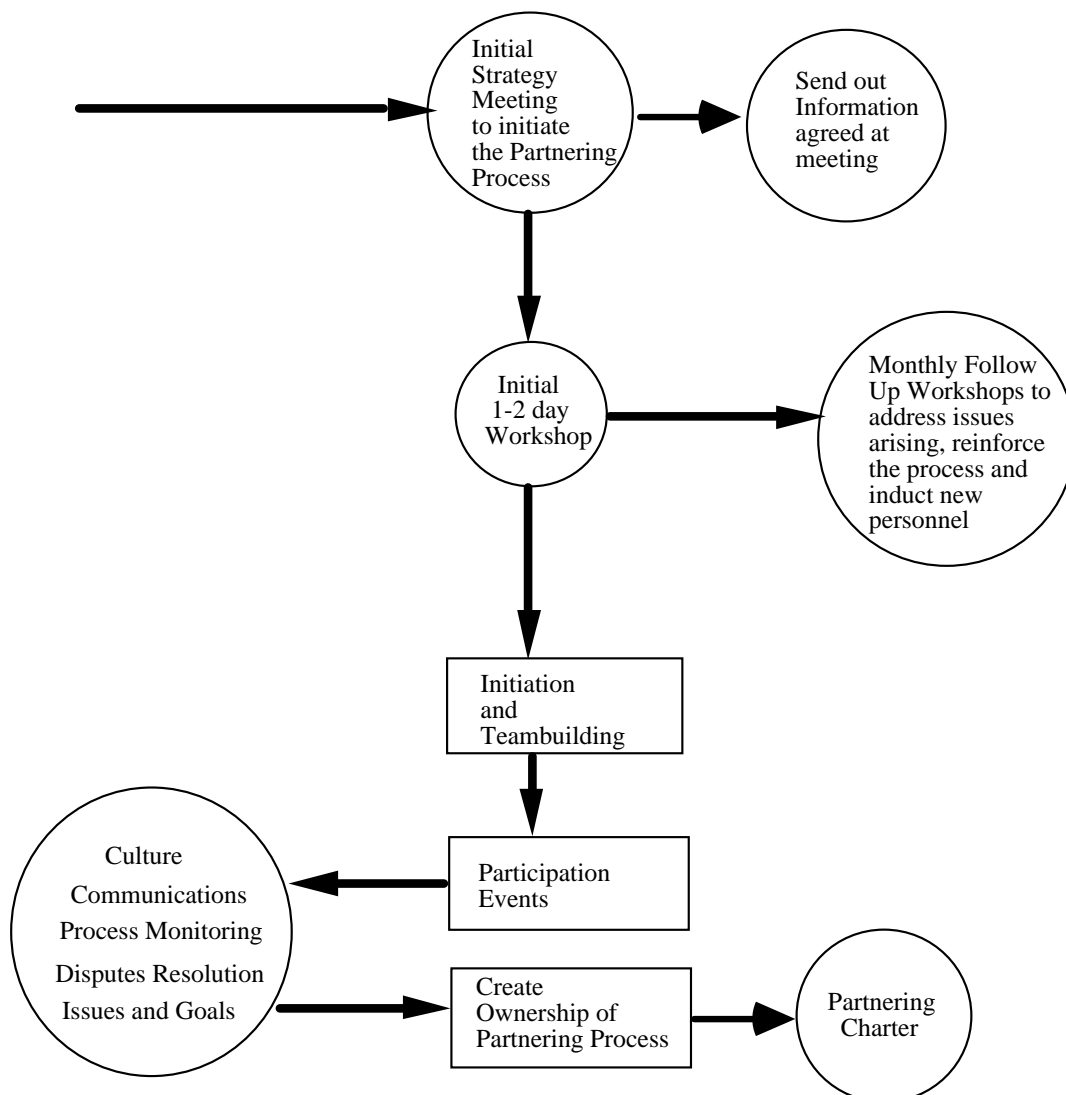 Initial
Strategy
Meeting
to initiate
the Partnering
Process
Send out
Information
agreed at
meeting
Initial
1-2 day
Workshop
Monthly Follow
Up Workshops to
address issues
arising, reinforce
the process and
induct new
personnel
Initiation
and
Teambuilding
Participation
Events
Culture
Communications
Process Monitoring
Disputes Resolution
Issues and Goals
Create
Ownership of
Partnering Process
Partnering
Charter